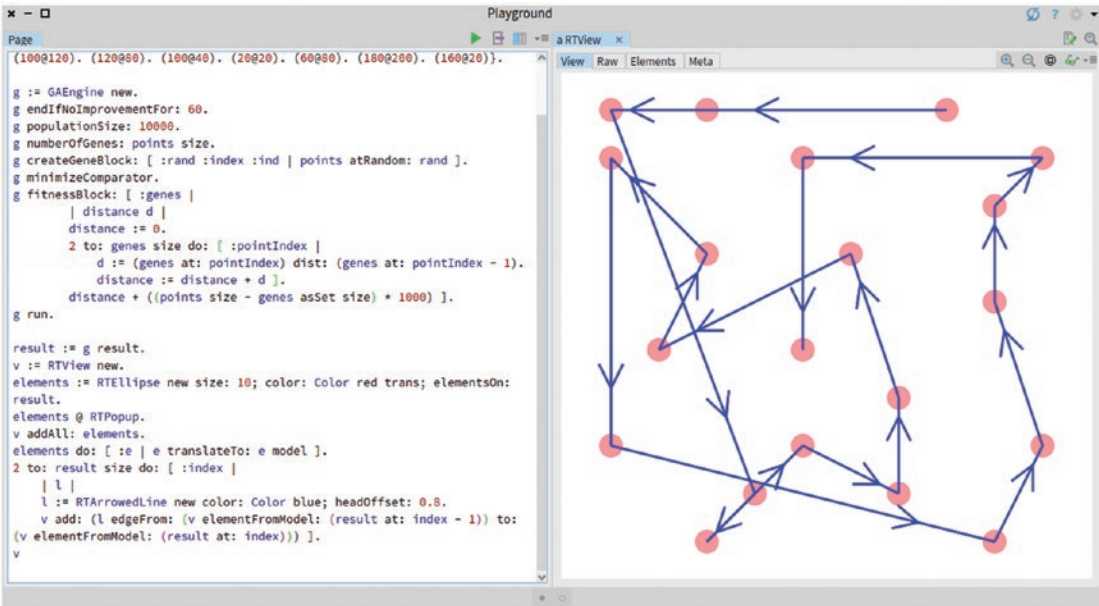 Playground
?
Page
a RTView ×
(100@120). (120@80). (100@40). (20@20). (60@80). (180@200). (160@20)}.
View Raw Elements Meta
g := GAEngine new.
g endIfNoImprovementFor: 60.
g populationSize: 10000.
g numberOfGenes: points size.
g createGeneBlock: [ :rand :index :ind | points atRandom: rand ].
g minimizeComparator.
g fitnessBlock: [ :genes |
| distance d |
distance := 0.
2 to: genes size do: [ :pointIndex |
d := (genes at: pointIndex) dist: (genes at: pointIndex - 1).
distance := distance + d ].
distance + ((points size - genes asSet size) * 1000) ].
g run.
result := g result.
v := RTView new.
elements := RTEllipse new size: 10; color: Color red trans; elementsOn:
result.
elements @ RTPopup.
v addAll: elements.
elements do: [ :e | e translateTo: e model ].
2 to: result size do: [ :index |
| l |
l := RTArrowedLine new color: Color blue; headOffset: 0.8.
v add: (l edgeFrom: (v elementFromModel: (result at: index - 1)) to:
(v elementFromModel: (result at: index))) ].
v